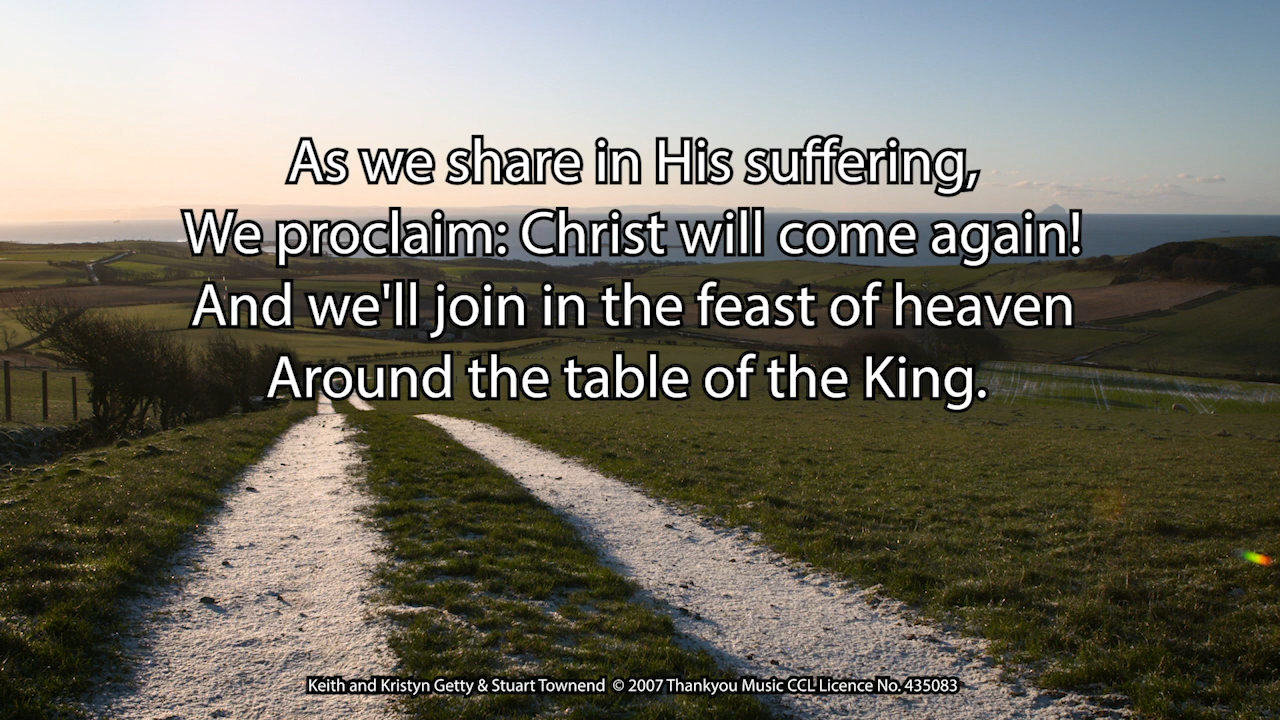 As we share in His suffering,
We proclaim: Christ will come again!
And we'll join in the feast of heaven
Around the table of the King.
Keith and Kristyn Getty & Stuart Townend © 2007 Thankyou Music CCL Licence No. 435083